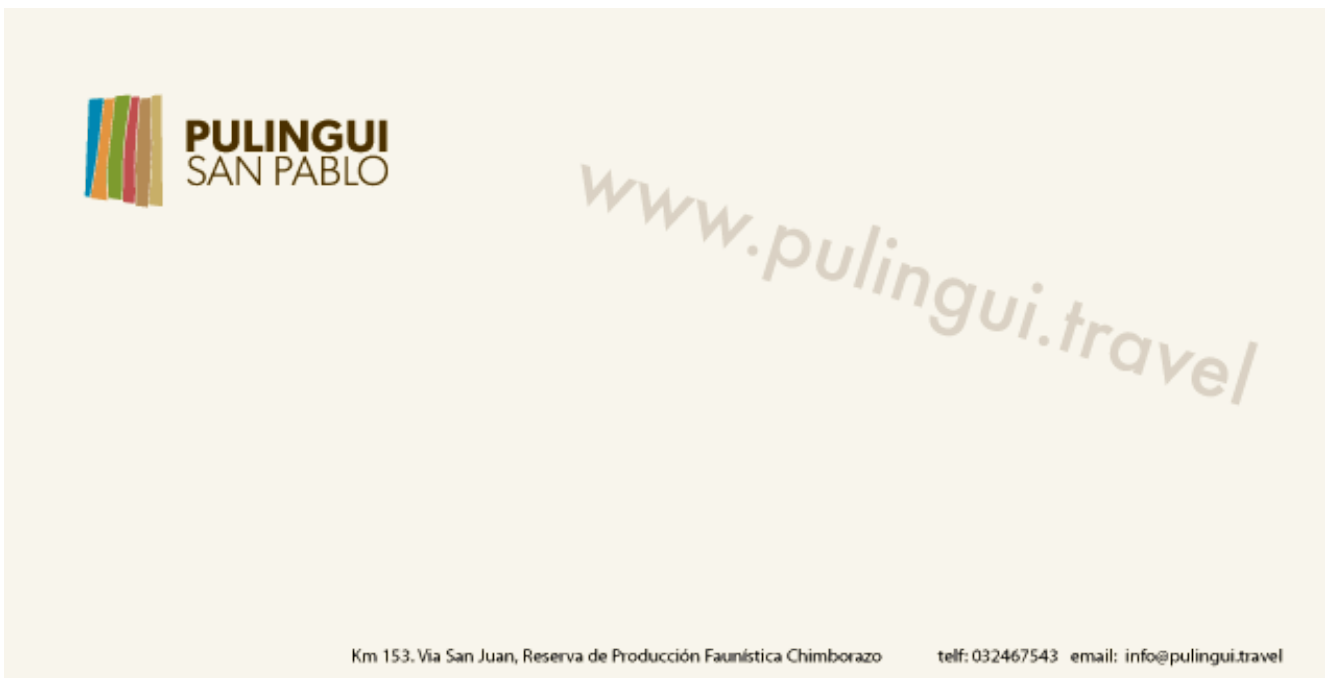 PULINGUI
SAN PABLO
www.pulingui.travel
Km 153. Via San Juan, Reserva de Producción Faunística Chimborazo telf: 032467543 email: info@pulingui.travel